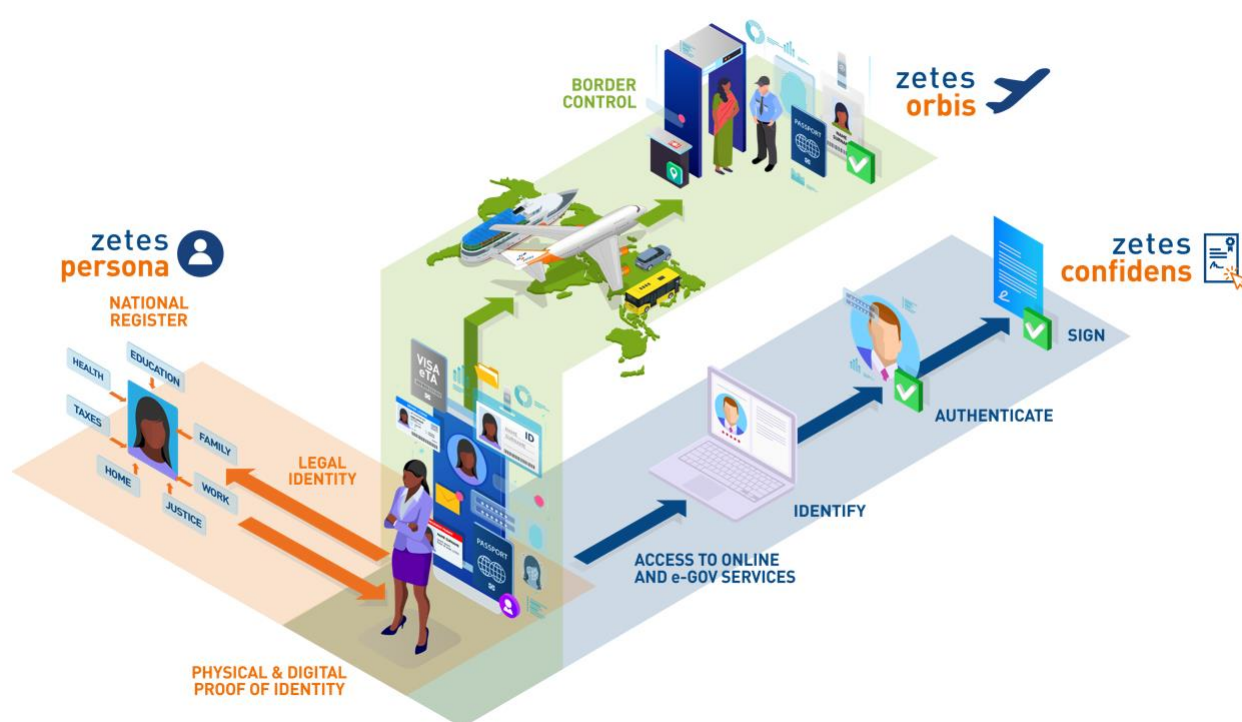 BORDER
CONTROL
zetes
orbis
PASSPORT
NAME
SURNAME
zetes
persona
NATIONAL
REGISTER
HEALTH
EDUCATION
TAXES
FAMILY
HOME
WORK
JUSTICE
LEGAL
IDENTITY
VISA
eTA
ID
PASSPORT
PHYSICAL & DIGITAL
PROOF OF IDENTITY
zetes
confidens
SIGN
AUTHENTICATE
IDENTIFY
ACCESS TO ONLINE
AND e-GOV SERVICES